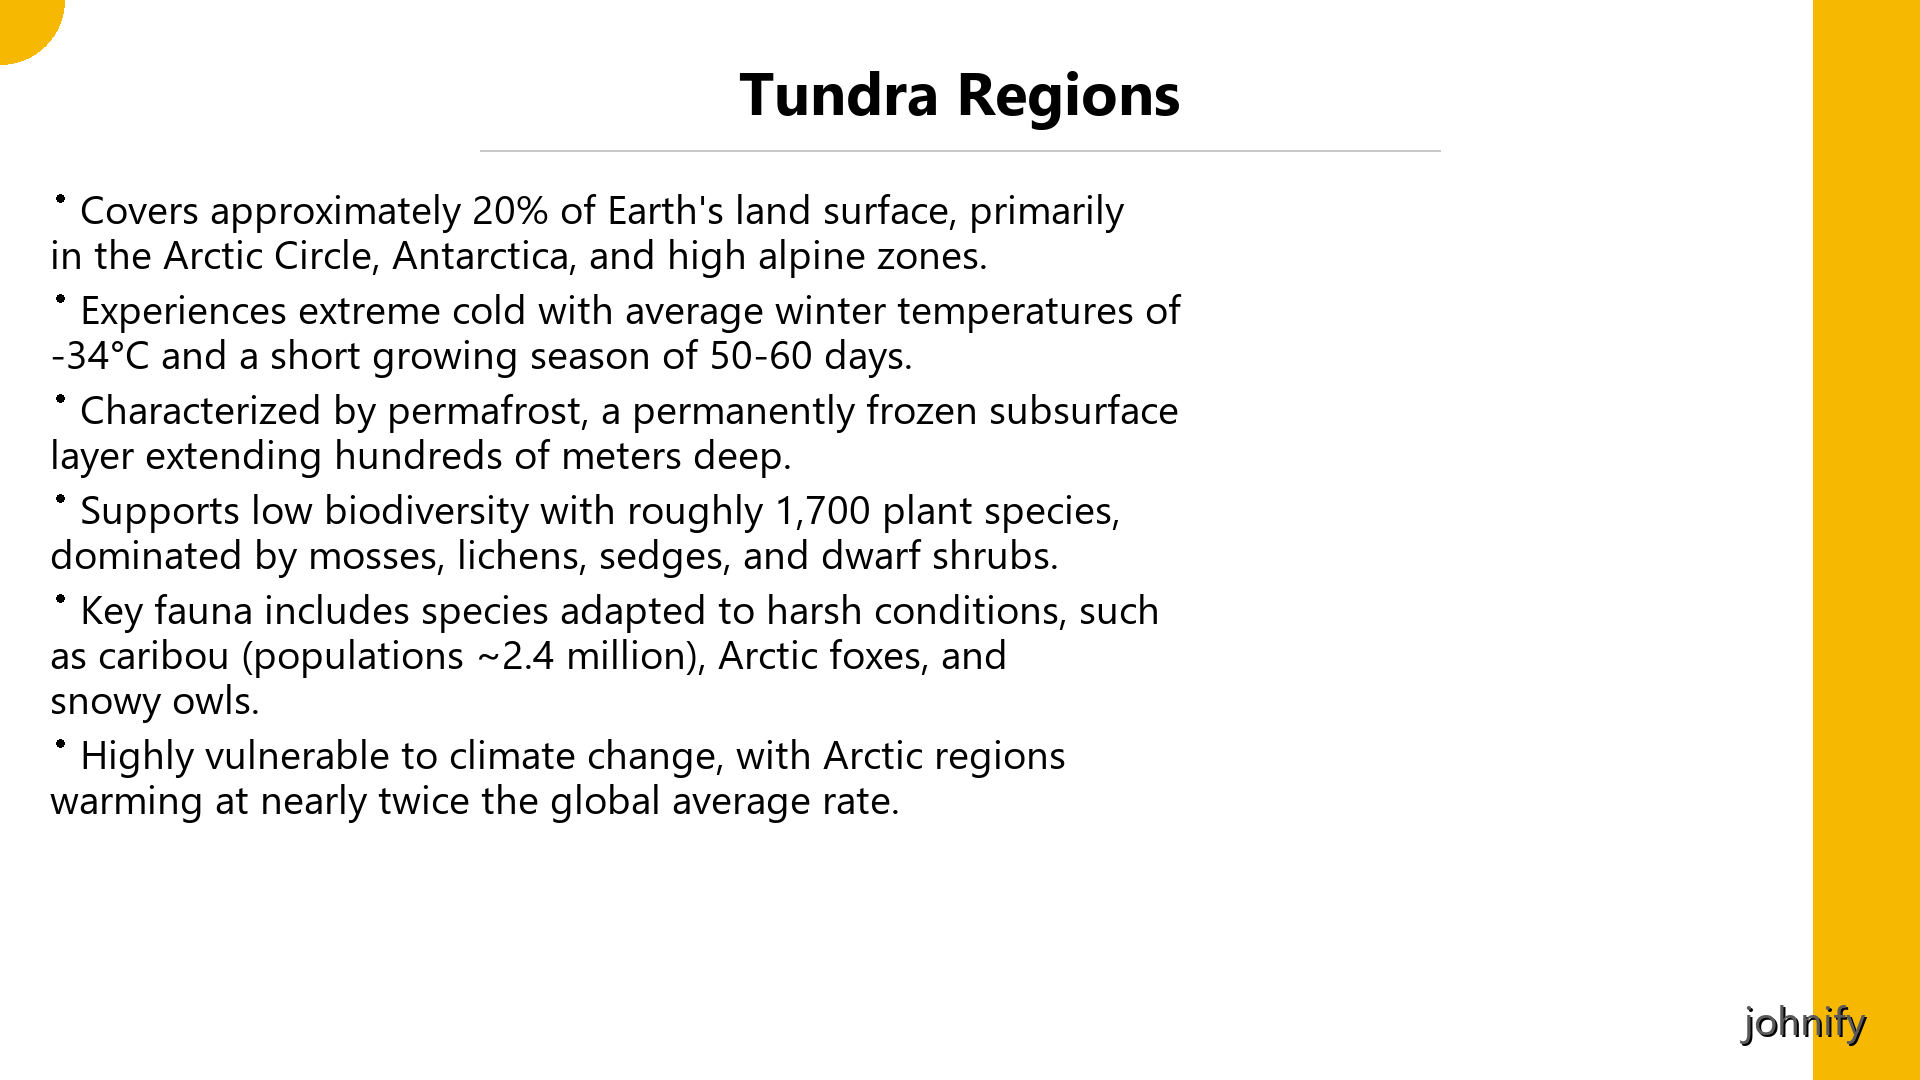 Tundra Regions
• Covers approximately 20% of Earth's land surface, primarily
in the Arctic Circle, Antarctica, and high alpine zones.
• Experiences extreme cold with average winter temperatures of
-34°C and a short growing season of 50-60 days.
• Characterized by permafrost, a permanently frozen subsurface
layer extending hundreds of meters deep.
• Supports low biodiversity with roughly 1,700 plant species,
dominated by mosses, lichens, sedges, and dwarf shrubs.
• Key fauna includes species adapted to harsh conditions, such
as caribou (populations ~2.4 million), Arctic foxes, and
snowy owls.
• Highly vulnerable to climate change, with Arctic regions
warming at nearly twice the global average rate.
johnify